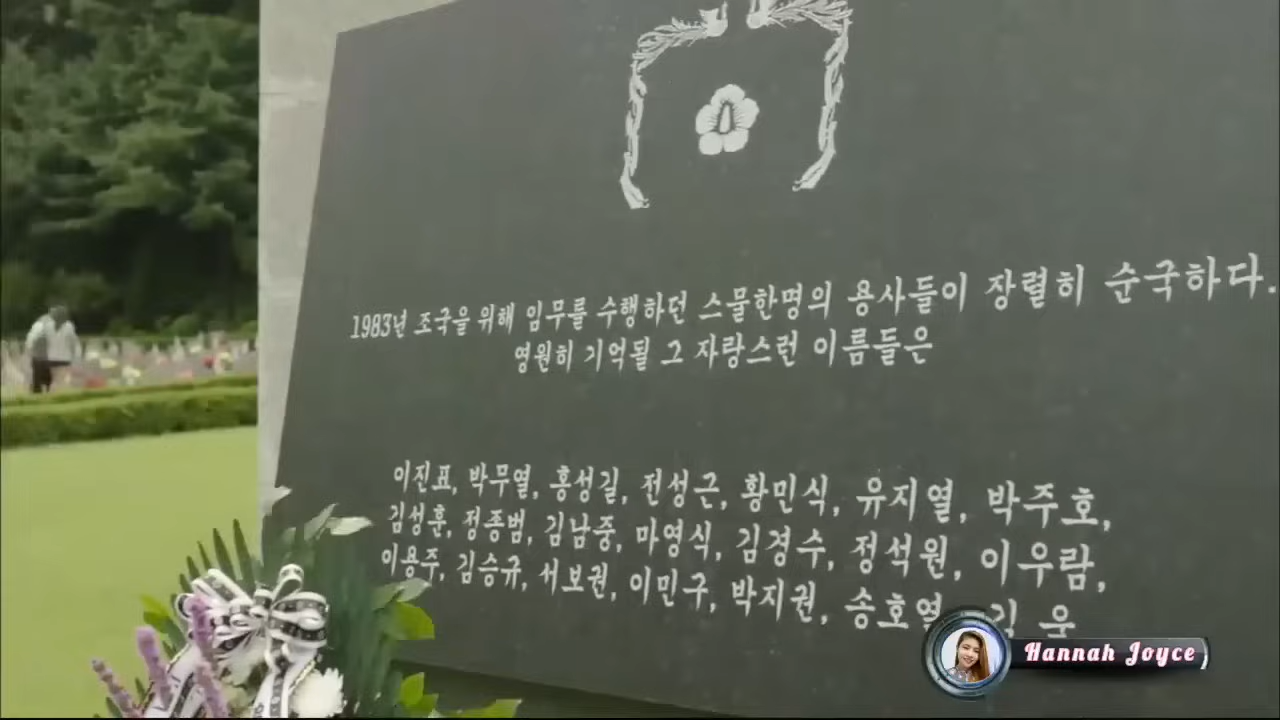 1983년 조국을 위해 임무를 수행하던 스물한명의 용사들이 장렬히 순국하다.
영원히 기억될 그 자랑스런 이름들은
이진표, 박무열, 홍성길, 전성근, 황민식, 유지열, 박주호,
김성훈, 정종범, 김남중, 마영식, 김경수, 정석원, 이우람,
이용주, 김승규, 서보권, 이민구, 박지권, 송호열
Hannah Joyce